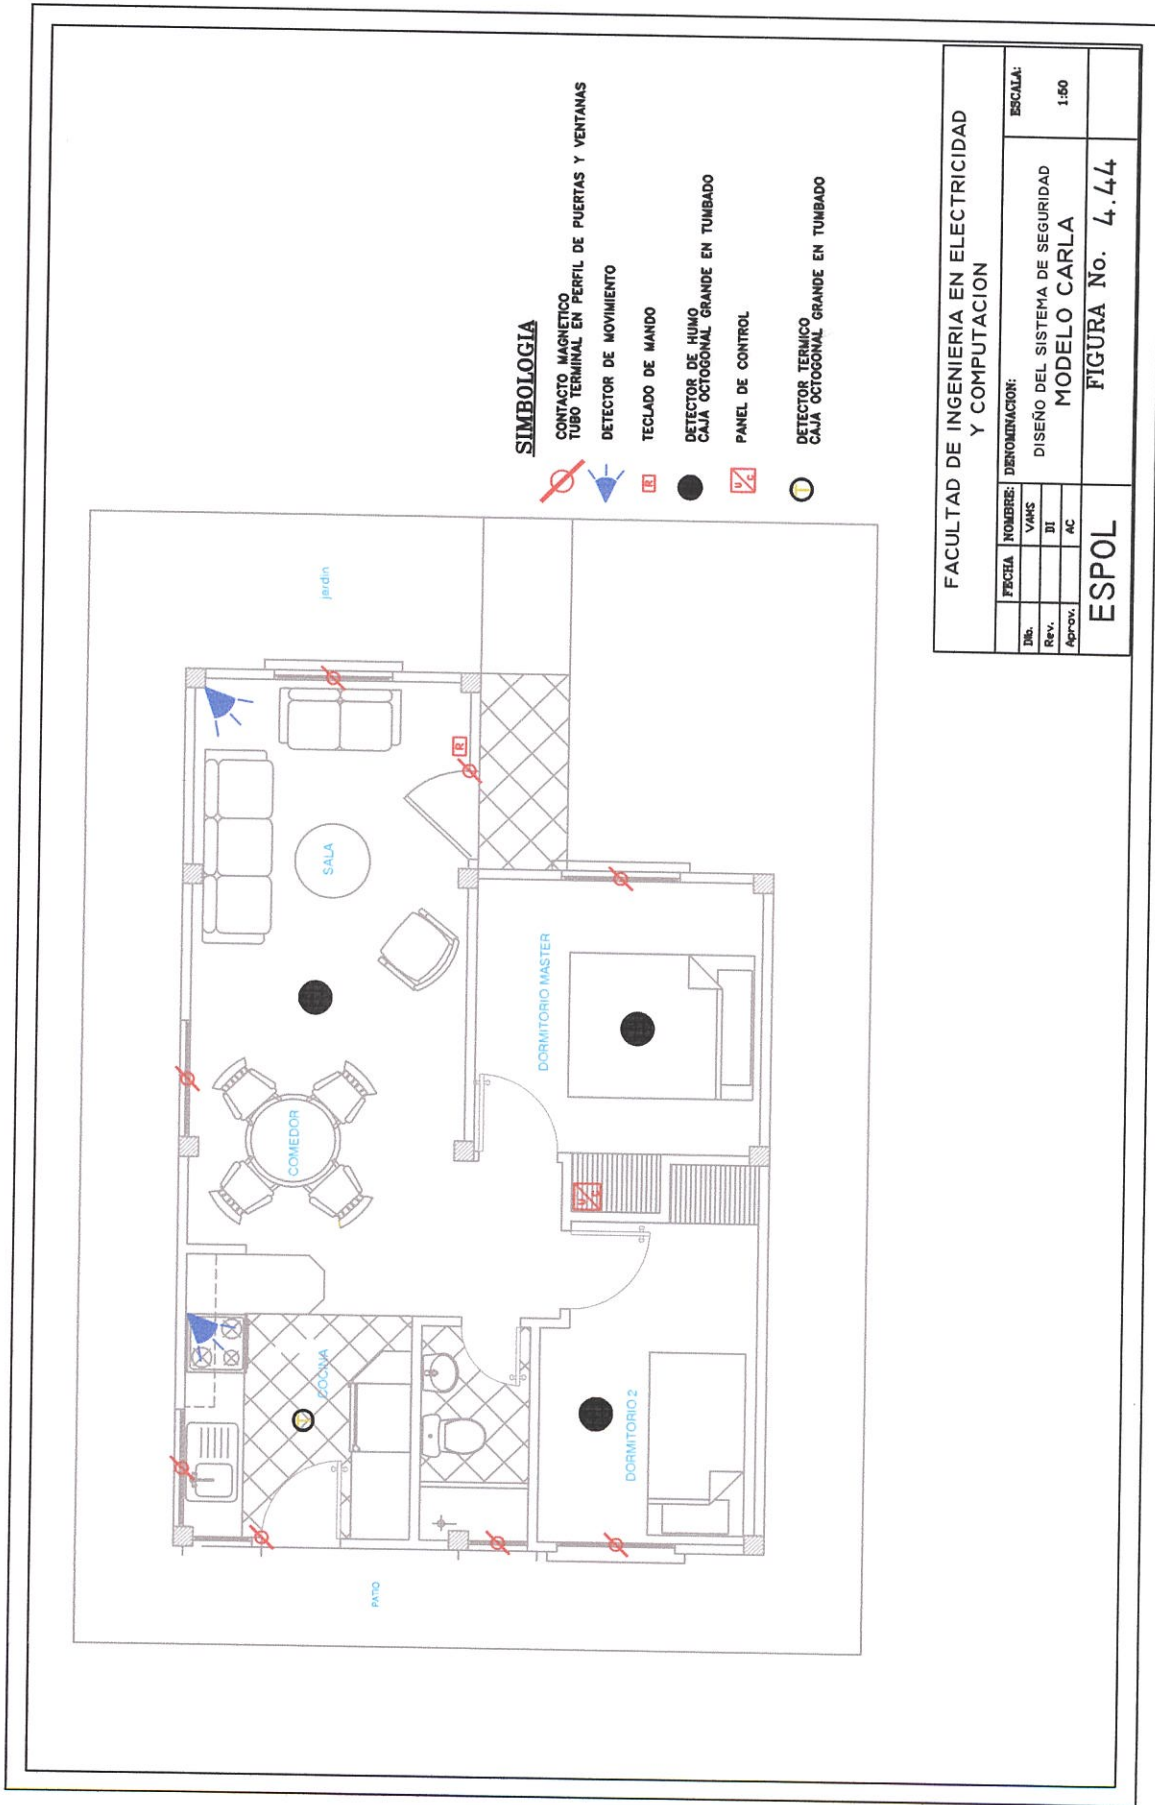 jardin
SALA
R
COMEDOR
DORMITORIO MASTER
COCINA
T
U/C
DORMITORIO 2
PATIO
SIMBOLOGIA
CONTACTO MAGNETICO
TUBO TERMINAL EN PERFIL DE PUERTAS Y VENTANAS
DETECTOR DE MOVIMIENTO
R TECLADO DE MANDO
DETECTOR DE HUMO
CAJA OCTOGONAL GRANDE EN TUMBADO
U/C PANEL DE CONTROL
T DETECTOR TERMICO
CAJA OCTOGONAL GRANDE EN TUMBADO
FACULTAD DE INGENIERIA EN ELECTRICIDAD
Y COMPUTACION
FECHA NOMBRE: DENOMINACION: ESCALA:
Dib. VAMS DISEÑO DEL SISTEMA DE SEGURIDAD
Rev. DI MODELO CARLA 1:50
Aprov. AC
ESPOL FIGURA No. 4.44